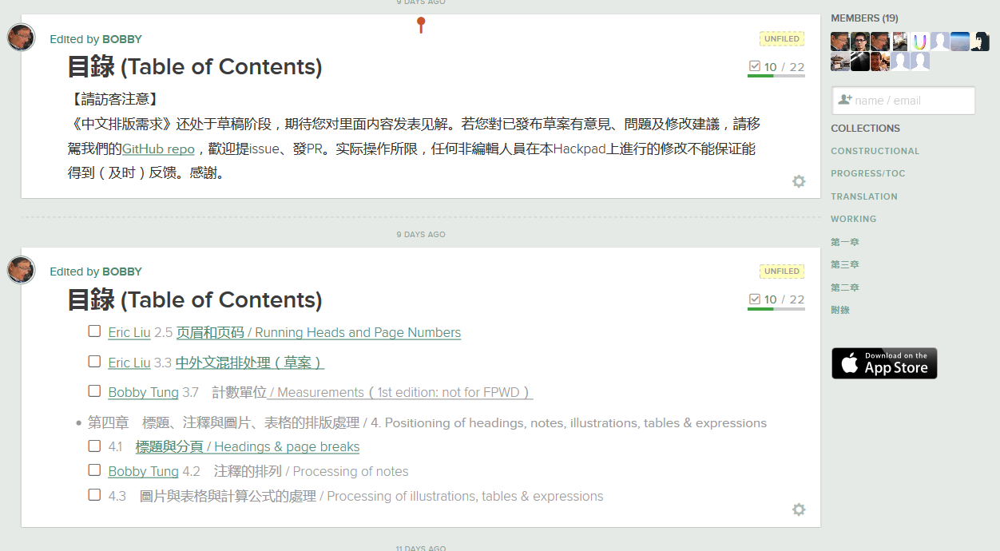 9 DAYS AGO
Edited by BOBBY
UNFILED
目錄 (Table of Contents)
10 / 22
【請訪客注意】
《中文排版需求》还处于草稿阶段，期待您对里面内容发表见解。若您對已發布草案有意見、問題及修改建議，請移
駕我們的GitHub repo，歡迎提issue、發PR。实际操作所限，任何非編輯人員在本Hackpad上進行的修改不能保证能
得到（及时）反馈。感謝。
9 DAYS AGO
Edited by BOBBY
UNFILED
目錄 (Table of Contents)
10 / 22
Eric Liu 2.5 页眉和页码 / Running Heads and Page Numbers
Eric Liu 3.3 中外文混排处理（草案）
Bobby Tung 3.7　計數單位 / Measurements（1st edition: not for FPWD）
• 第四章　標題、注釋與圖片、表格的排版處理 / 4. Positioning of headings, notes, illustrations, tables & expressions
4.1　標題與分頁 / Headings & page breaks
Bobby Tung 4.2　注釋的排列 / Processing of notes
4.3　圖片與表格與計算公式的處理 / Processing of illustrations, tables & expressions
11 DAYS AGO
MEMBERS (19)
name / email
COLLECTIONS
CONSTRUCTIONAL
PROGRESS/TOC
TRANSLATION
WORKING
第一章
第三章
第二章
附錄
Download on the
App Store